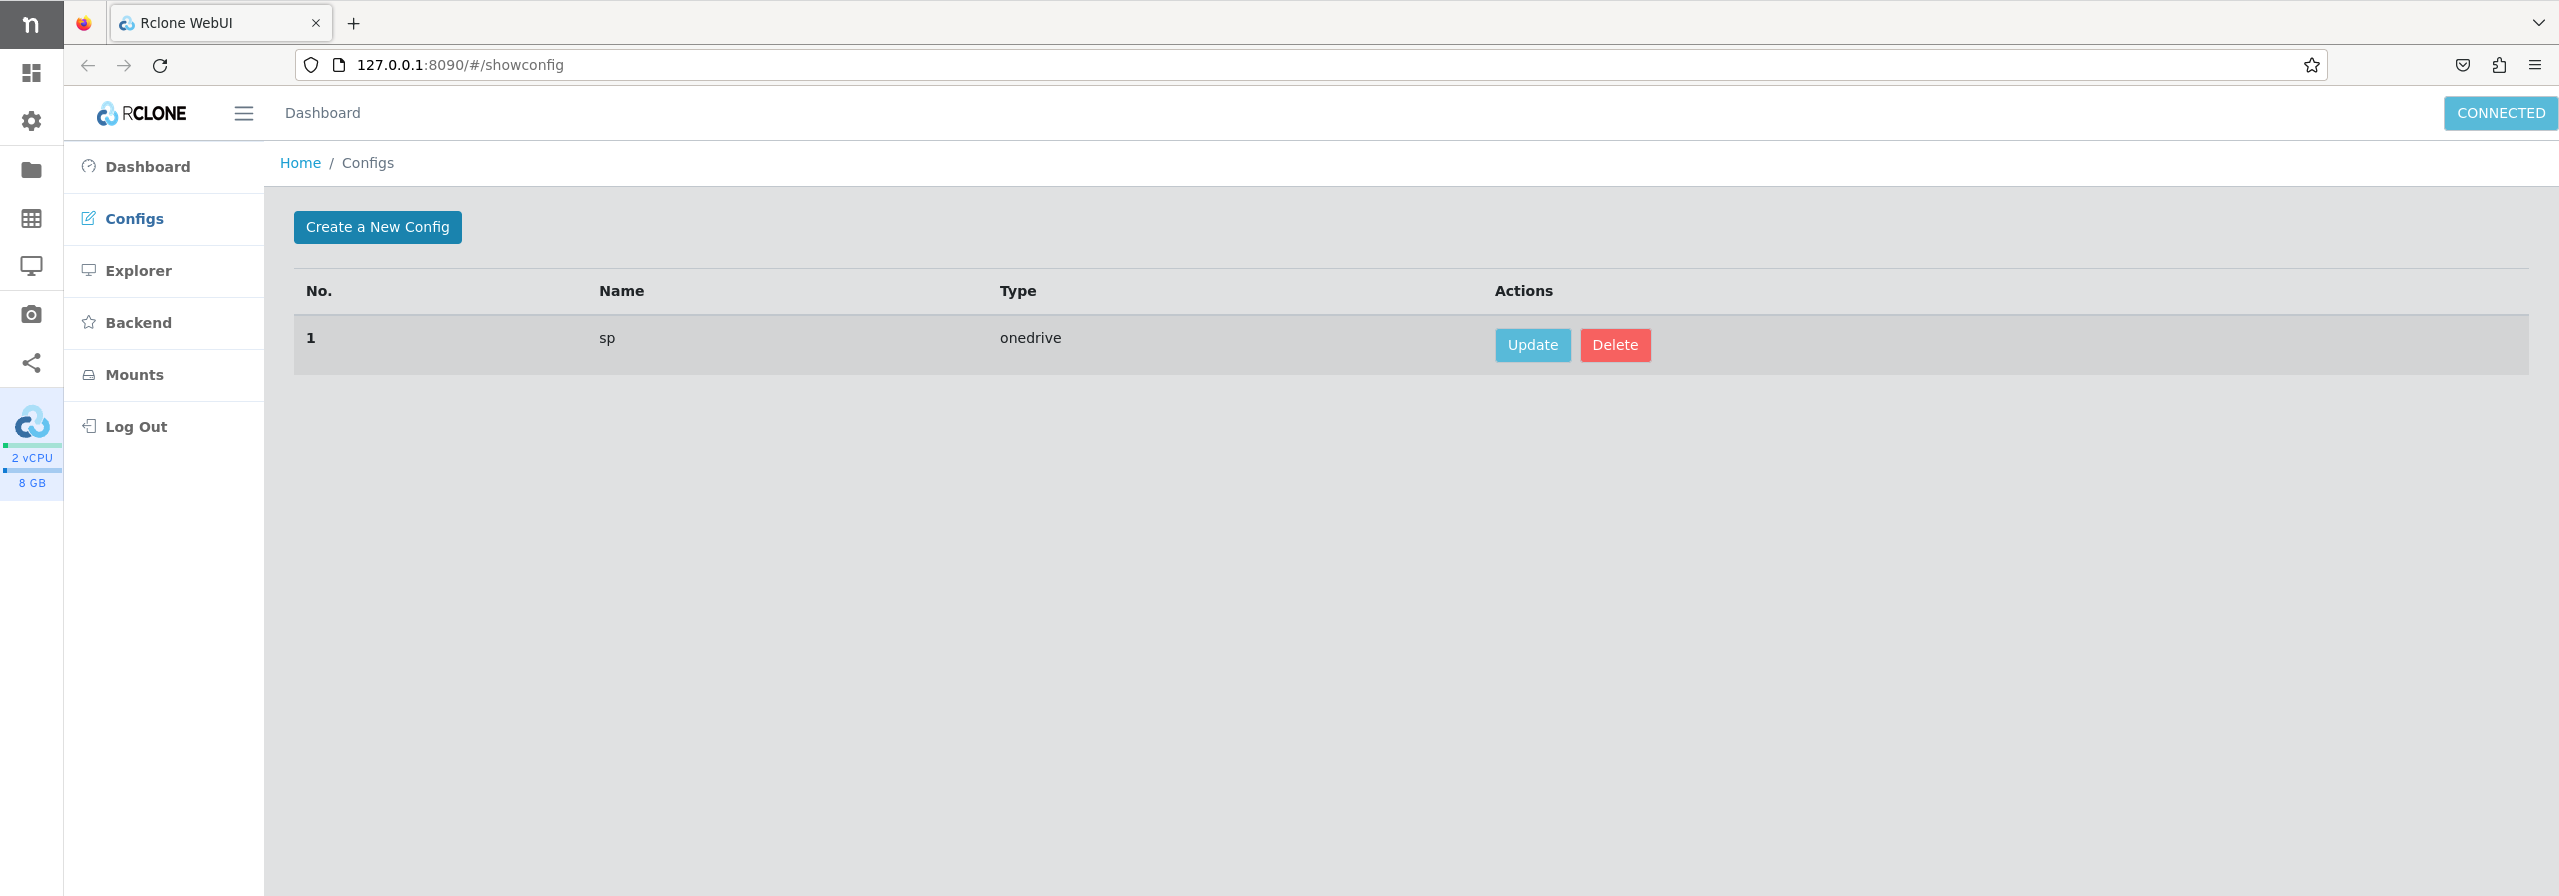 n
Rclone WebUI
127.0.0.1:8090/#/showconfig
RCLONE
Dashboard
CONNECTED
Home / Configs
Dashboard
Configs
Explorer
Backend
Mounts
Log Out
2 vCPU
8 GB
Create a New Config
No. Name Type Actions
1 sp onedrive Update Delete